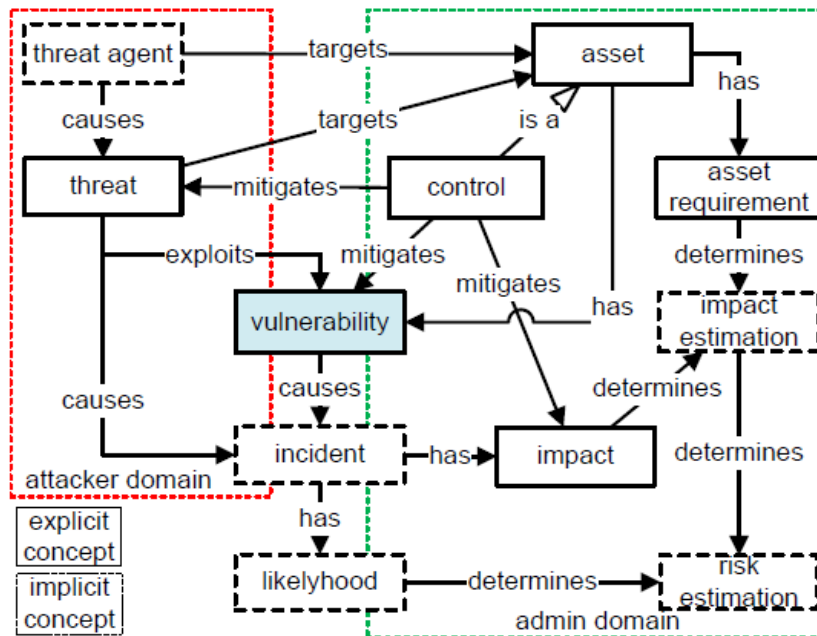 threat agent
targets
asset
has
causes
targets
is a
threat
mitigates
control
asset
requirement
exploits
mitigates
mitigates
determines
vulnerability
has
impact
estimation
causes
causes
determines
incident
has
impact
determines
attacker domain
explicit
concept
has
implicit
concept
likelyhood
determines
risk
estimation
admin domain